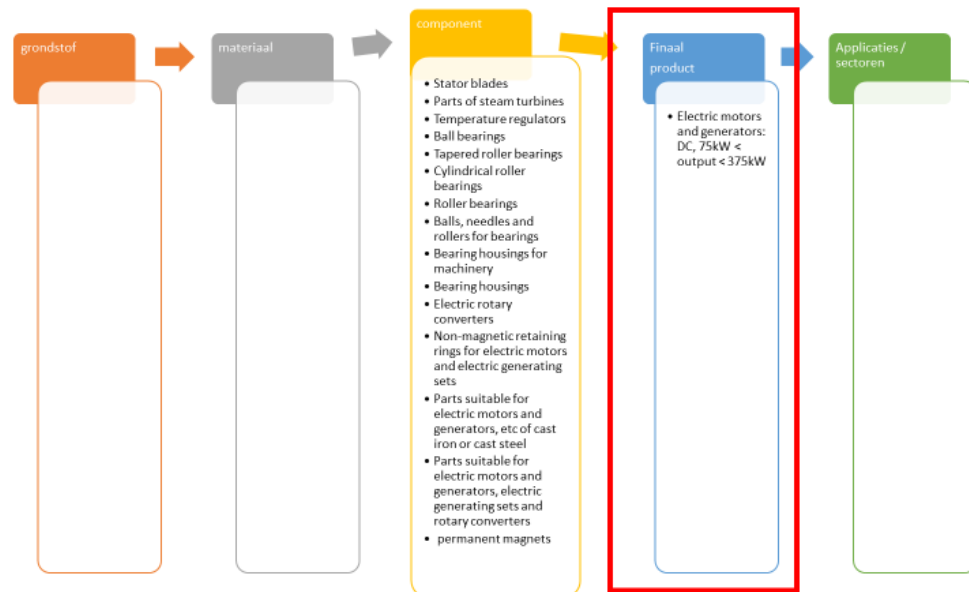 grondstof
materiaal
component
Finaal
product
Applicaties /
sectoren
• Stator blades
• Parts of steam turbines
• Temperature regulators
• Ball bearings
• Tapered roller bearings
• Cylindrical roller
bearings
• Roller bearings
• Balls, needles and
rollers for bearings
• Bearing housings for
machinery
• Bearing housings
• Electric rotary
converters
• Non-magnetic retaining
rings for electric motors
and electric generating
sets
• Parts suitable for
electric motors and
generators, etc of cast
iron or cast steel
• Parts suitable for
electric motors and
generators, electric
generating sets and
rotary converters
• permanent magnets
• Electric motors
and generators:
DC, 75kW <
output < 375kW